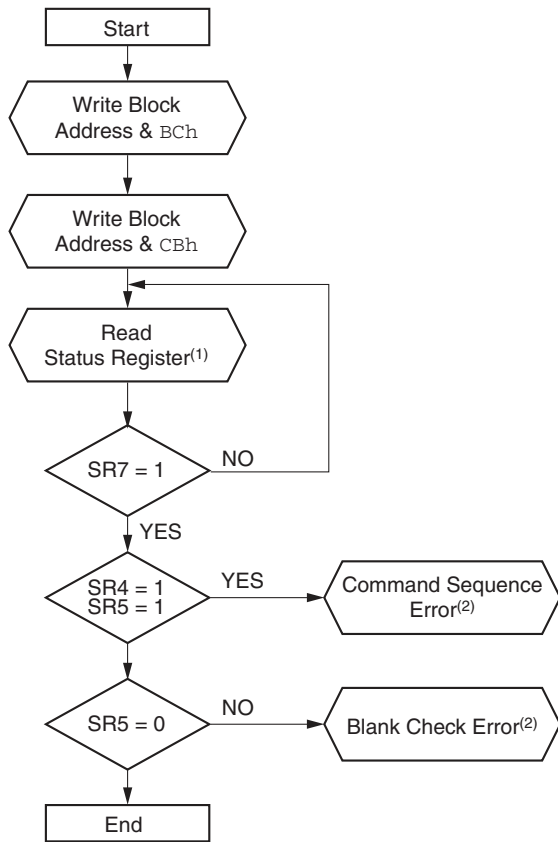 Start
Write Block
Address & BCh
Write Block
Address & CBh
Read
Status Register(1)
SR7 = 1
NO
YES
SR4 = 1
SR5 = 1
YES
Command Sequence
Error(2)
SR5 = 0
NO
Blank Check Error(2)
End